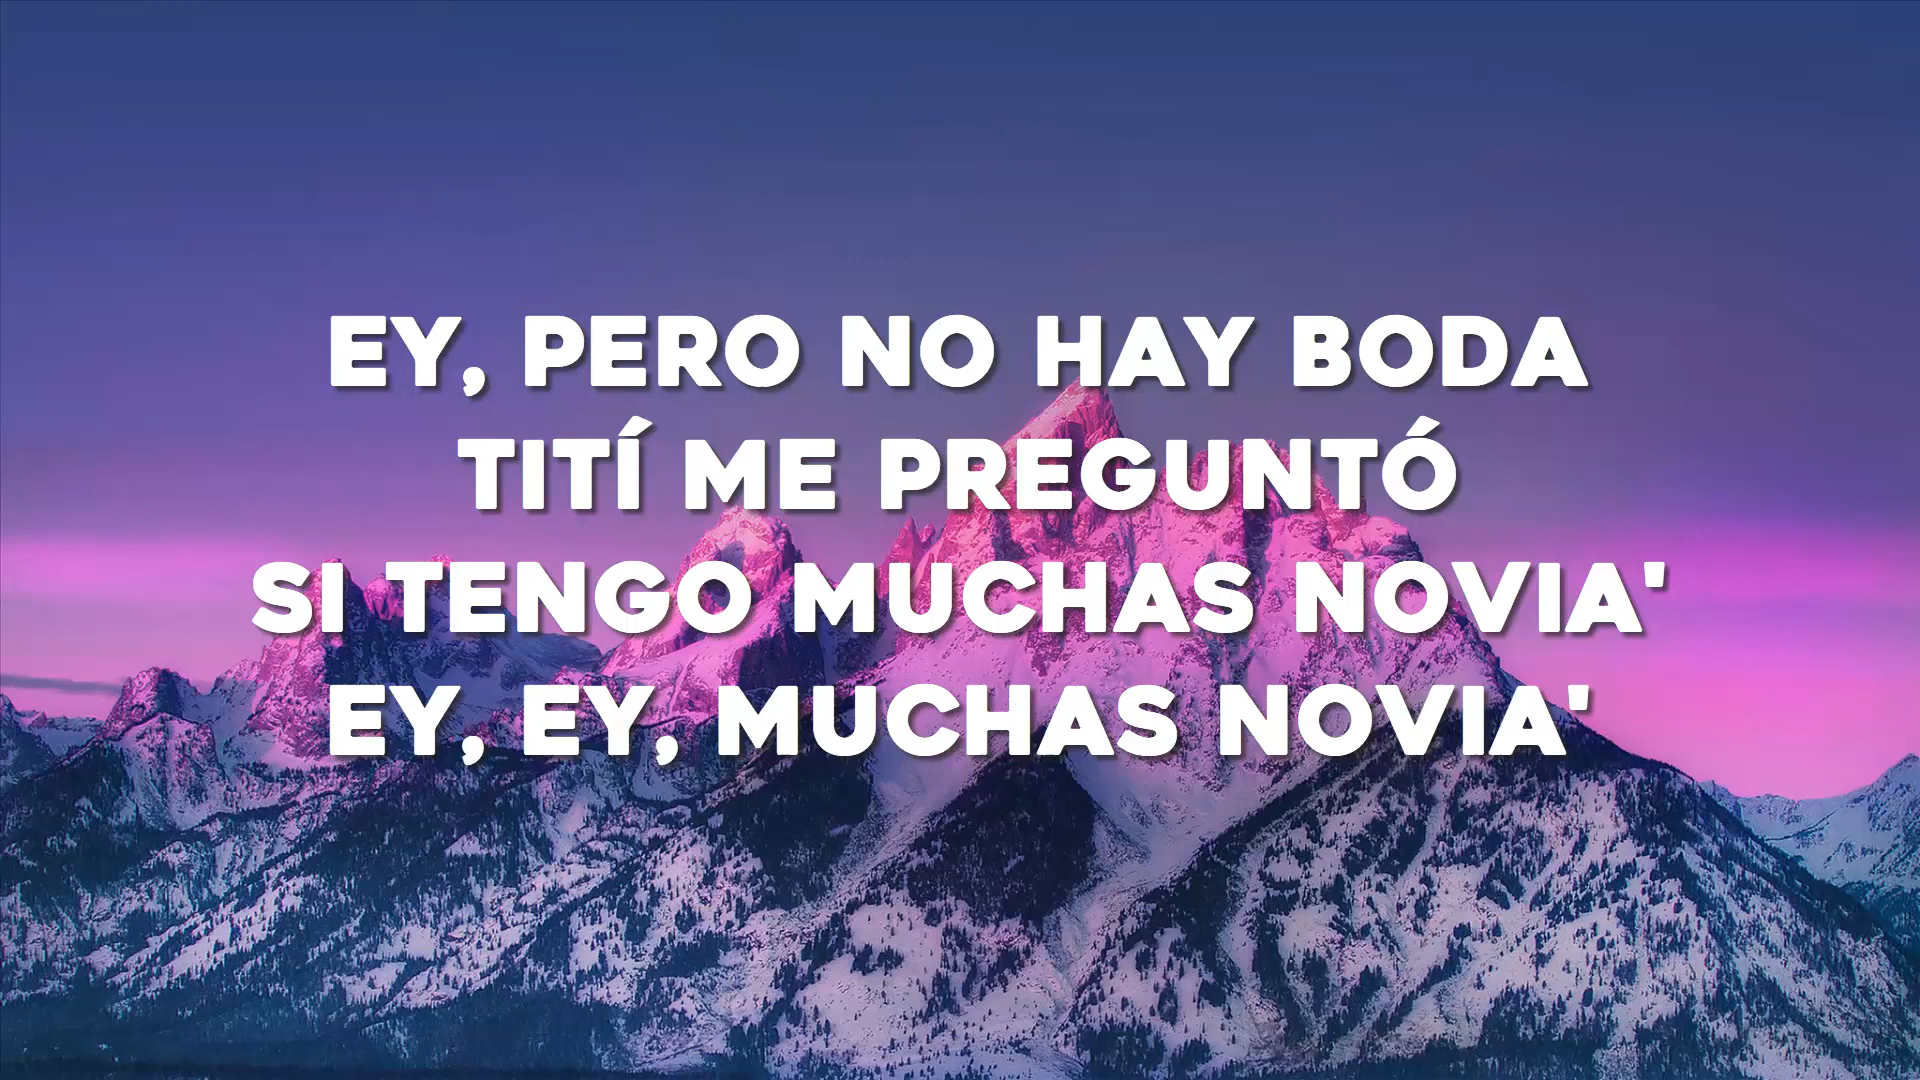 EY, PERO NO HAY BODA
TITÍ ME PREGUNTÓ
SI TENGO MUCHAS NOVIA'
EY, EY, MUCHAS NOVIA'